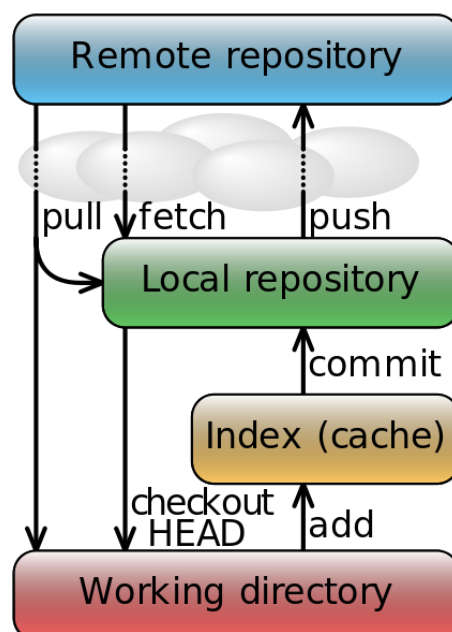 Remote repository
pull
fetch
push
Local repository
commit
Index (cache)
checkout
HEAD
add
Working directory